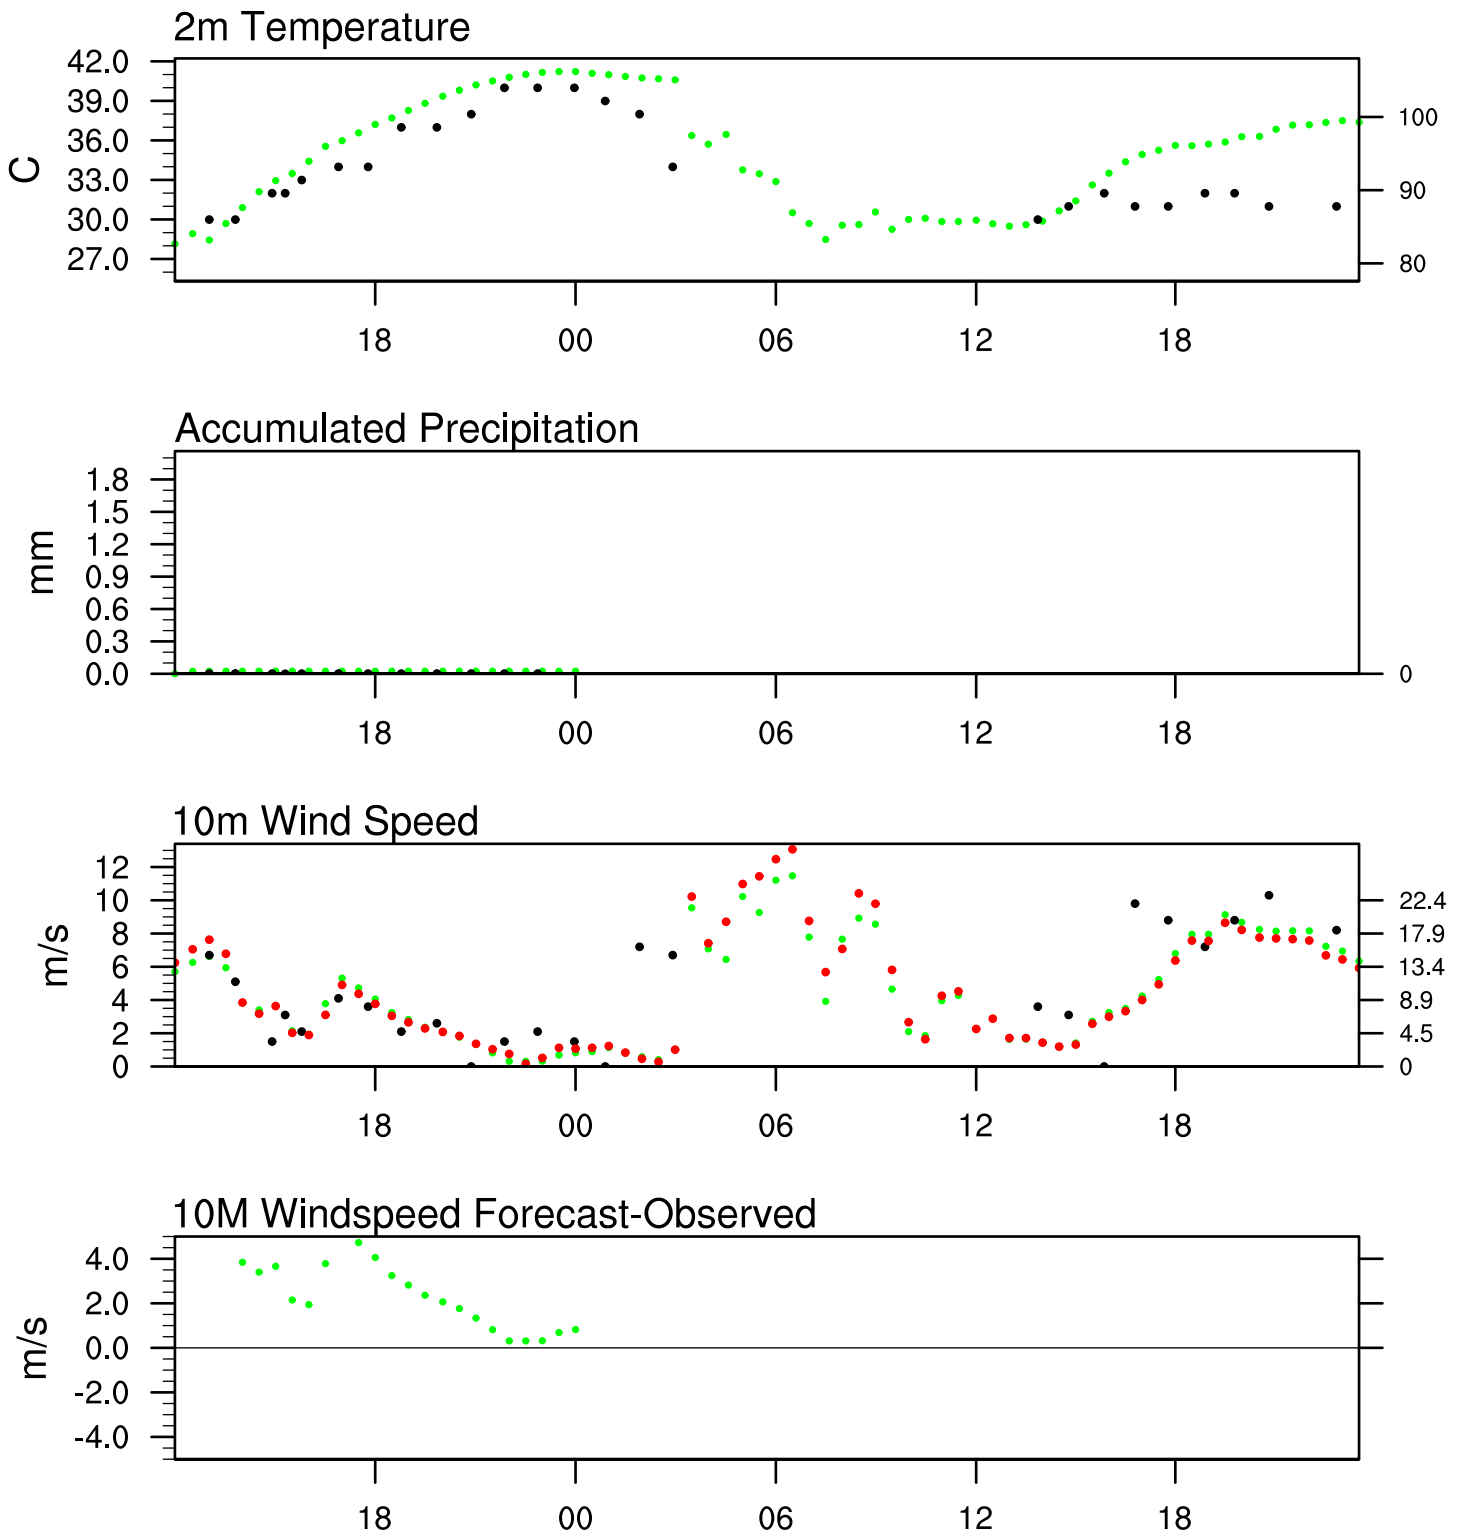 2m Temperature
42.0
39.0
36.0
33.0
30.0
27.0
C
100
90
80
18 00 06 12 18
Accumulated Precipitation
1.8
1.5
1.2
0.9
0.6
0.3
0.0
mm
0
18 00 06 12 18
10m Wind Speed
12
10
8
6
4
2
0
m/s
22.4
17.9
13.4
8.9
4.5
0
18 00 06 12 18
10M Windspeed Forecast-Observed
4.0
2.0
0.0
-2.0
-4.0
m/s
18 00 06 12 18